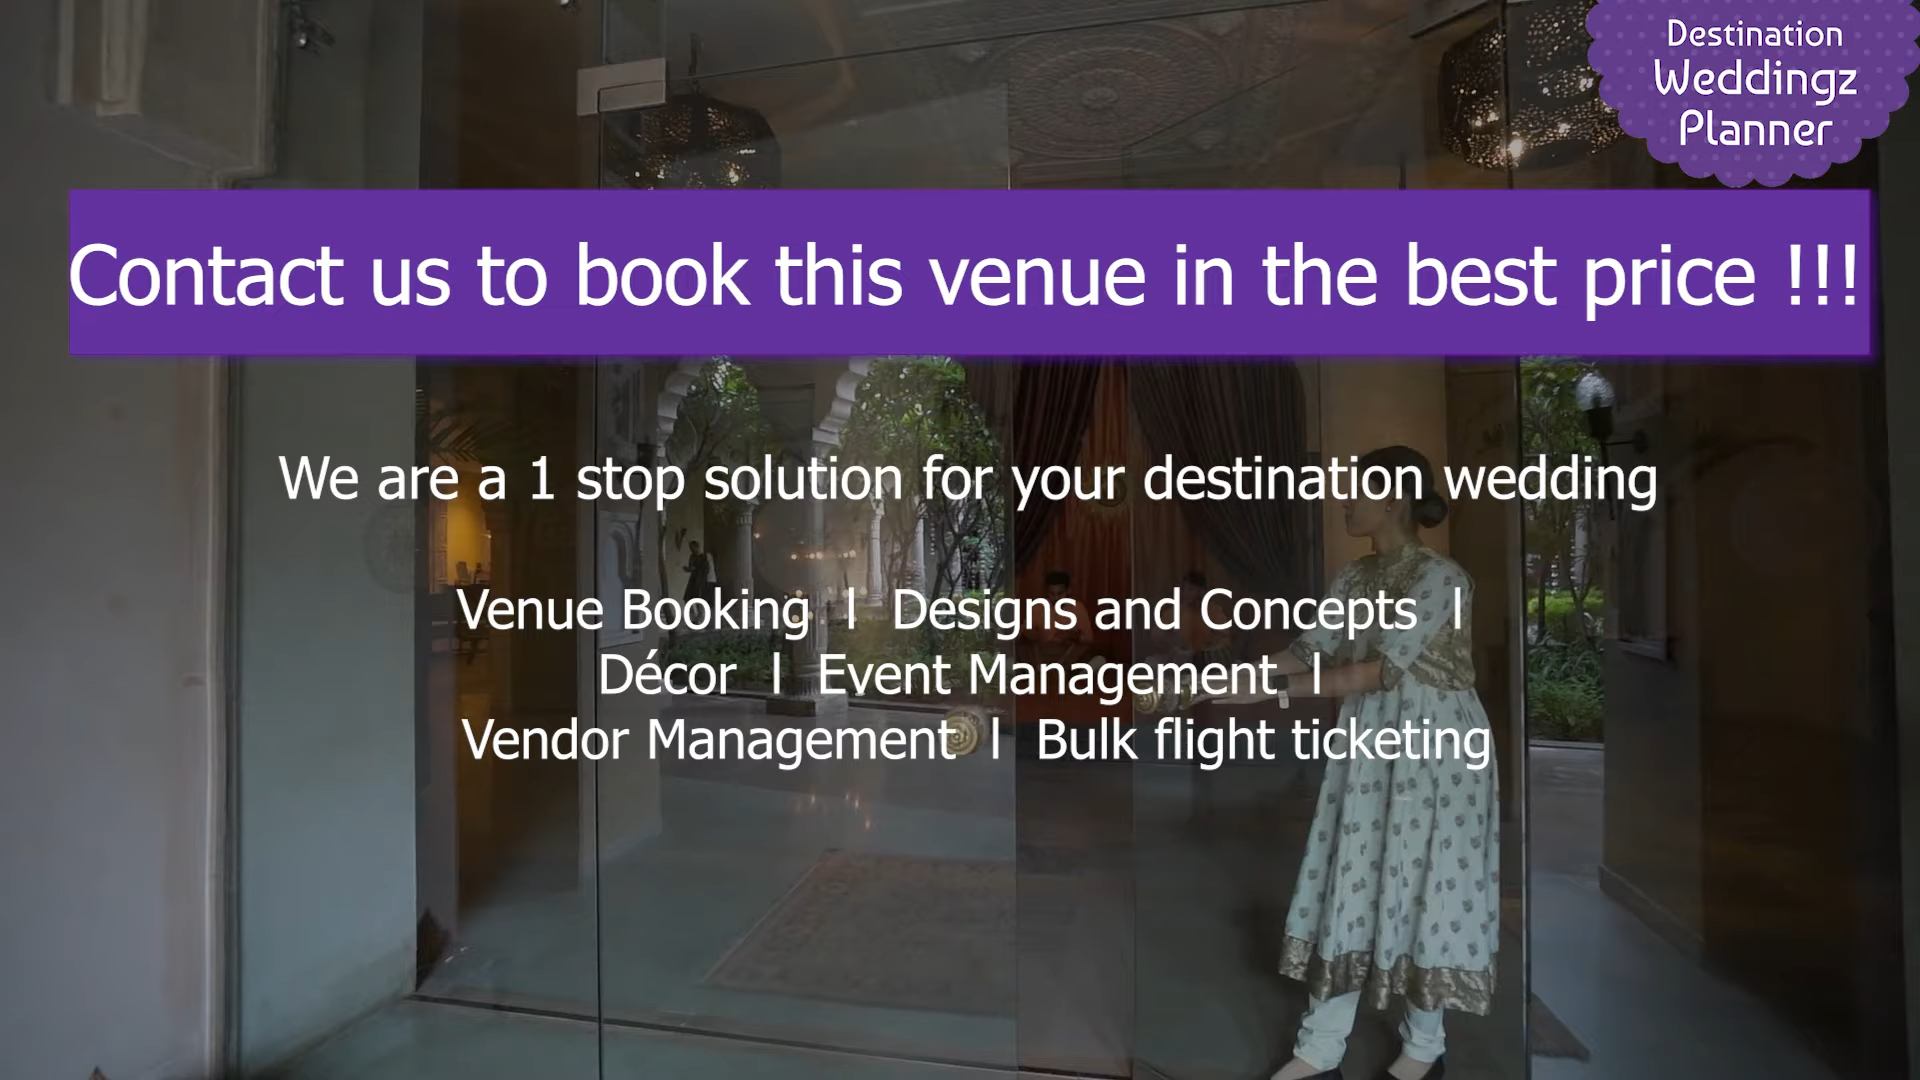 Destination
Weddingz
Planner
Contact us to book this venue in the best price !!!
We are a 1 stop solution for your destination wedding
Venue Booking l Designs and Concepts l
Décor l Event Management l
Vendor Management l Bulk flight ticketing